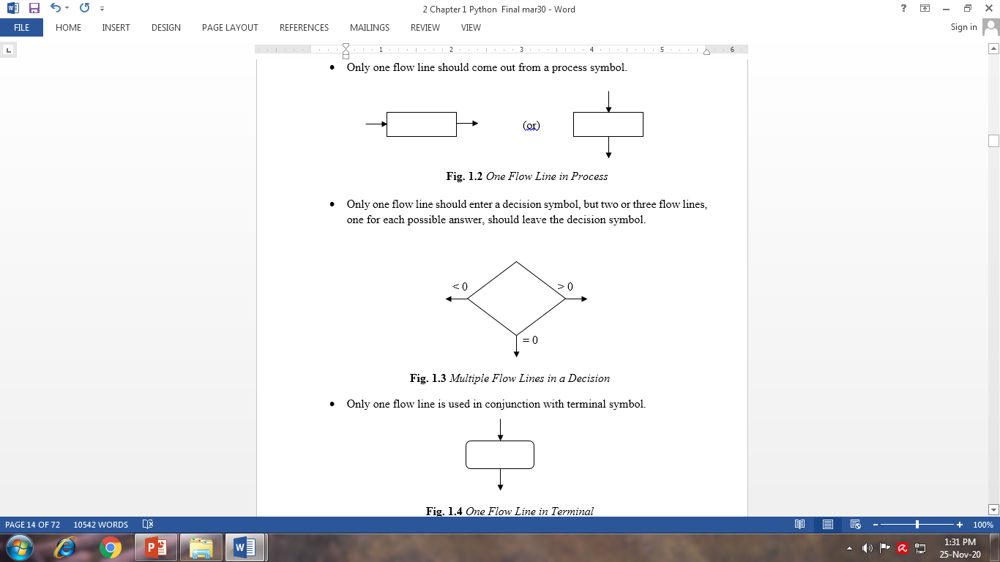 2 Chapter 1 Python  Final mar30 - Word
?
FILE HOME INSERT DESIGN PAGE LAYOUT REFERENCES MAILINGS REVIEW VIEW Sign in
L
1 2 3 4 5 6
• Only one flow line should come out from a process symbol.
(or)
Fig. 1.2 One Flow Line in Process
• Only one flow line should enter a decision symbol, but two or three flow lines,
one for each possible answer, should leave the decision symbol.
< 0 > 0
= 0
Fig. 1.3 Multiple Flow Lines in a Decision
• Only one flow line is used in conjunction with terminal symbol.
Fig. 1.4 One Flow Line in Terminal
PAGE 14 OF 72 10542 WORDS 100%
1:31 PM
25-Nov-20